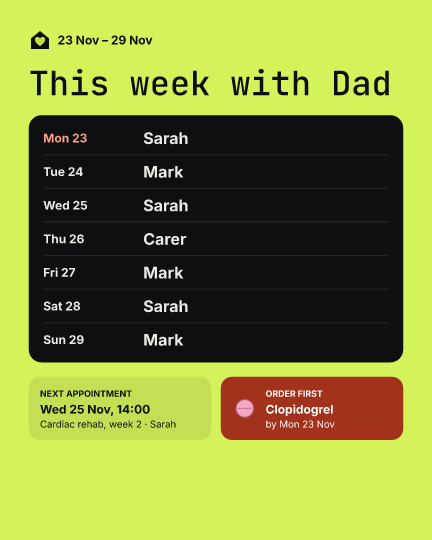 23 Nov – 29 Nov
This week with Dad
Mon 23 Sarah
Tue 24 Mark
Wed 25 Sarah
Thu 26 Carer
Fri 27 Mark
Sat 28 Sarah
Sun 29 Mark
NEXT APPOINTMENT
Wed 25 Nov, 14:00
Cardiac rehab, week 2 · Sarah
ORDER FIRST
Clopidogrel
by Mon 23 Nov